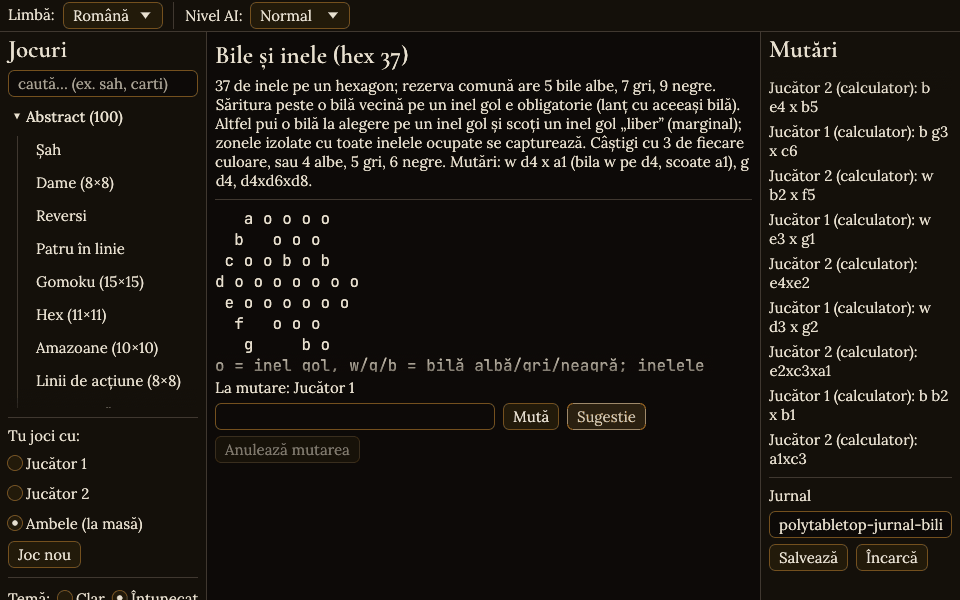 Limbă: Română ▼ Nivel AI: Normal ▼
Jocuri
caută... (ex. sah, carti)
▼ Abstract (100)
Șah
Dame (8×8)
Reversi
Patru în linie
Gomoku (15×15)
Hex (11×11)
Amazoane (10×10)
Linii de acțiune (8×8)
Tu joci cu:
Jucător 1
Jucător 2
Ambele (la masă)
Joc nou
Temă: Clar Întunecat
Bile și inele (hex 37)
37 de inele pe un hexagon; rezerva comună are 5 bile albe, 7 gri, 9 negre.
Săritura peste o bilă vecină pe un inel gol e obligatorie (lanț cu aceeași bilă).
Altfel pui o bilă la alegere pe un inel gol și scoți un inel gol „liber” (marginal);
zonele izolate cu toate inelele ocupate se capturează. Câștigi cu 3 de fiecare
culoare, sau 4 albe, 5 gri, 6 negre. Mutări: w d4 x a1 (bila w pe d4, scoate a1), g
d4, d4xd6xd8.
a o o o o
b o o o
c o o b o b
d o o o o o o o
e o o o o o o
f o o o
g b o
o = inel gol, w/g/b = bilă albă/gri/neagră; inelele
La mutare: Jucător 1
Mută Sugestie
Anulează mutarea
Mutări
Jucător 2 (calculator): b
e4 x b5
Jucător 1 (calculator): b g3
x c6
Jucător 2 (calculator): w
b2 x f5
Jucător 1 (calculator): w
e3 x g1
Jucător 2 (calculator):
e4xe2
Jucător 1 (calculator): w
d3 x g2
Jucător 2 (calculator):
e2xc3xa1
Jucător 1 (calculator): b b2
x b1
Jucător 2 (calculator):
a1xc3
Jurnal
polytabletop-jurnal-bili
Salvează Încarcă